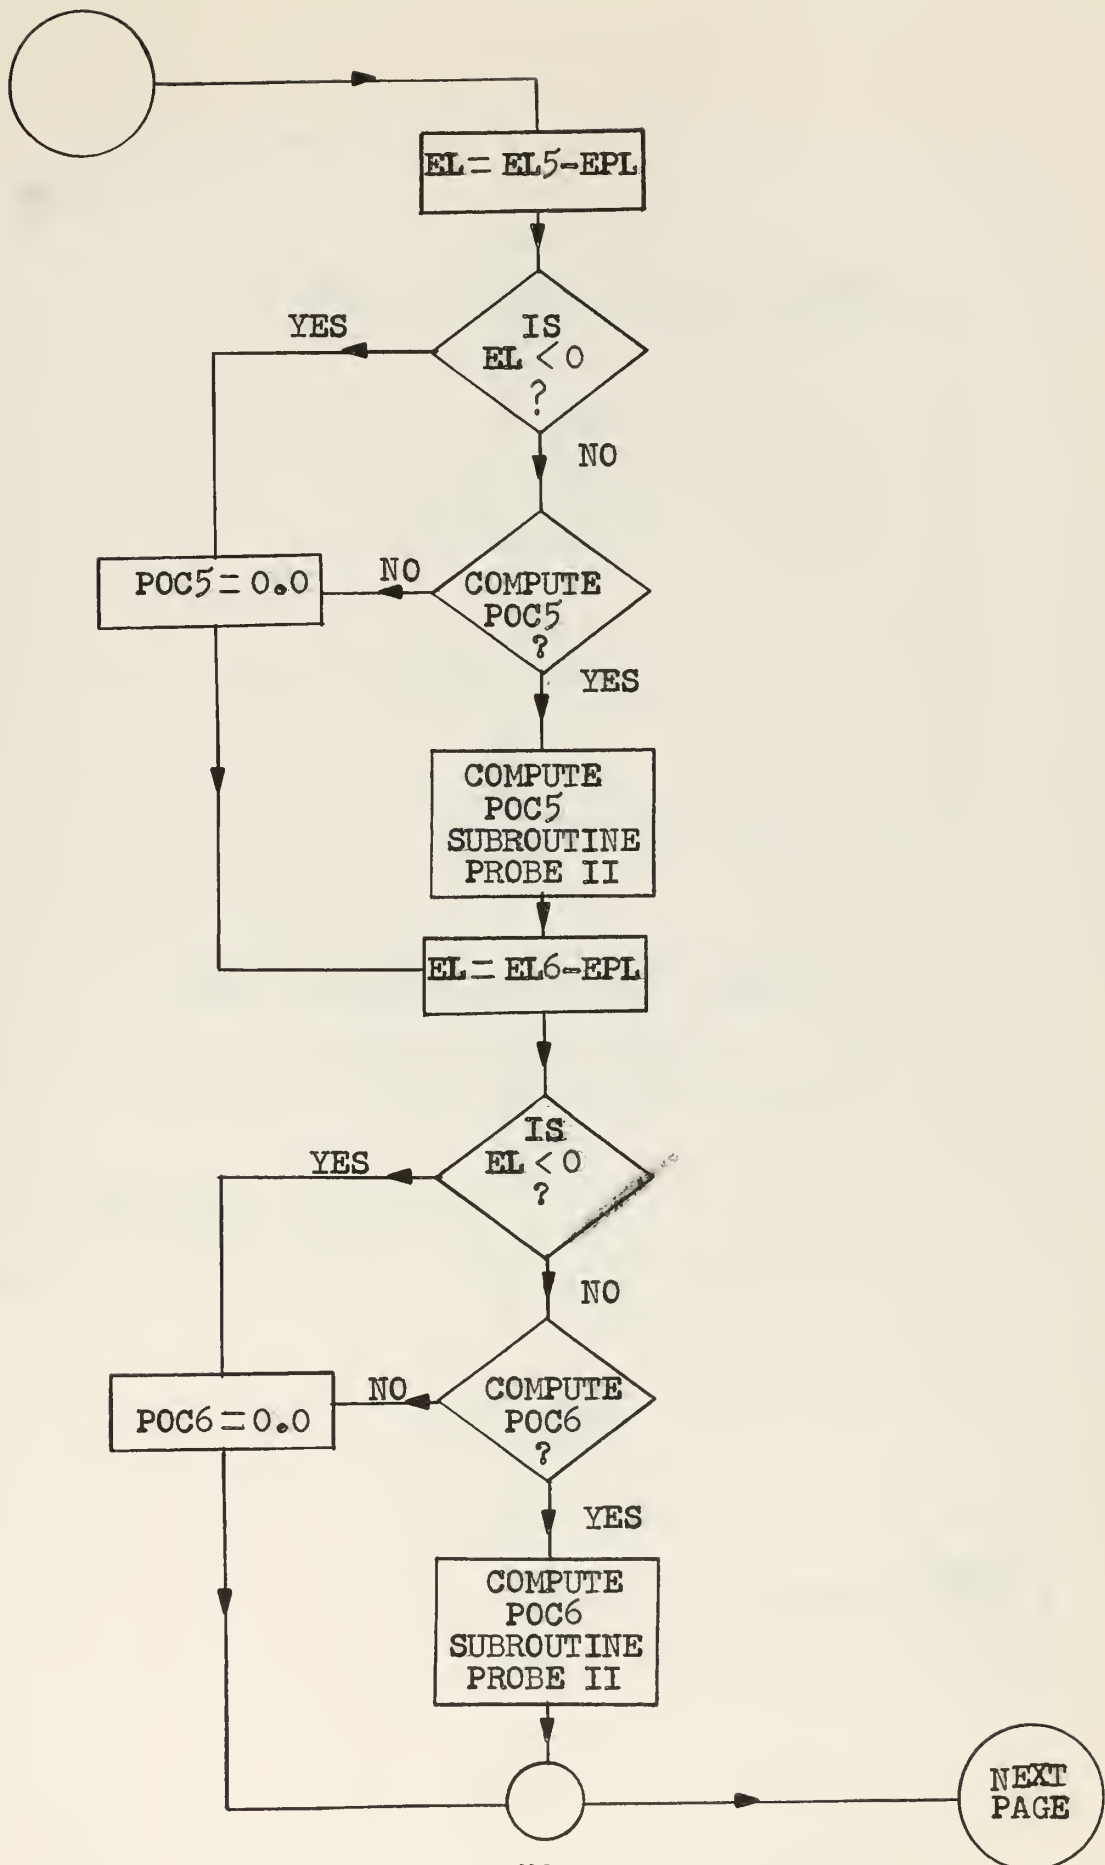 EL = EL5-EPL
IS
EL < 0
?
YES
NO
COMPUTE
POC5
?
NO
POC5 = 0.0
YES
COMPUTE
POC5
SUBROUTINE
PROBE II
EL = EL6-EPL
IS
EL < 0
?
YES
NO
COMPUTE
POC6
?
NO
POC6 = 0.0
YES
COMPUTE
POC6
SUBROUTINE
PROBE II
NEXT
PAGE